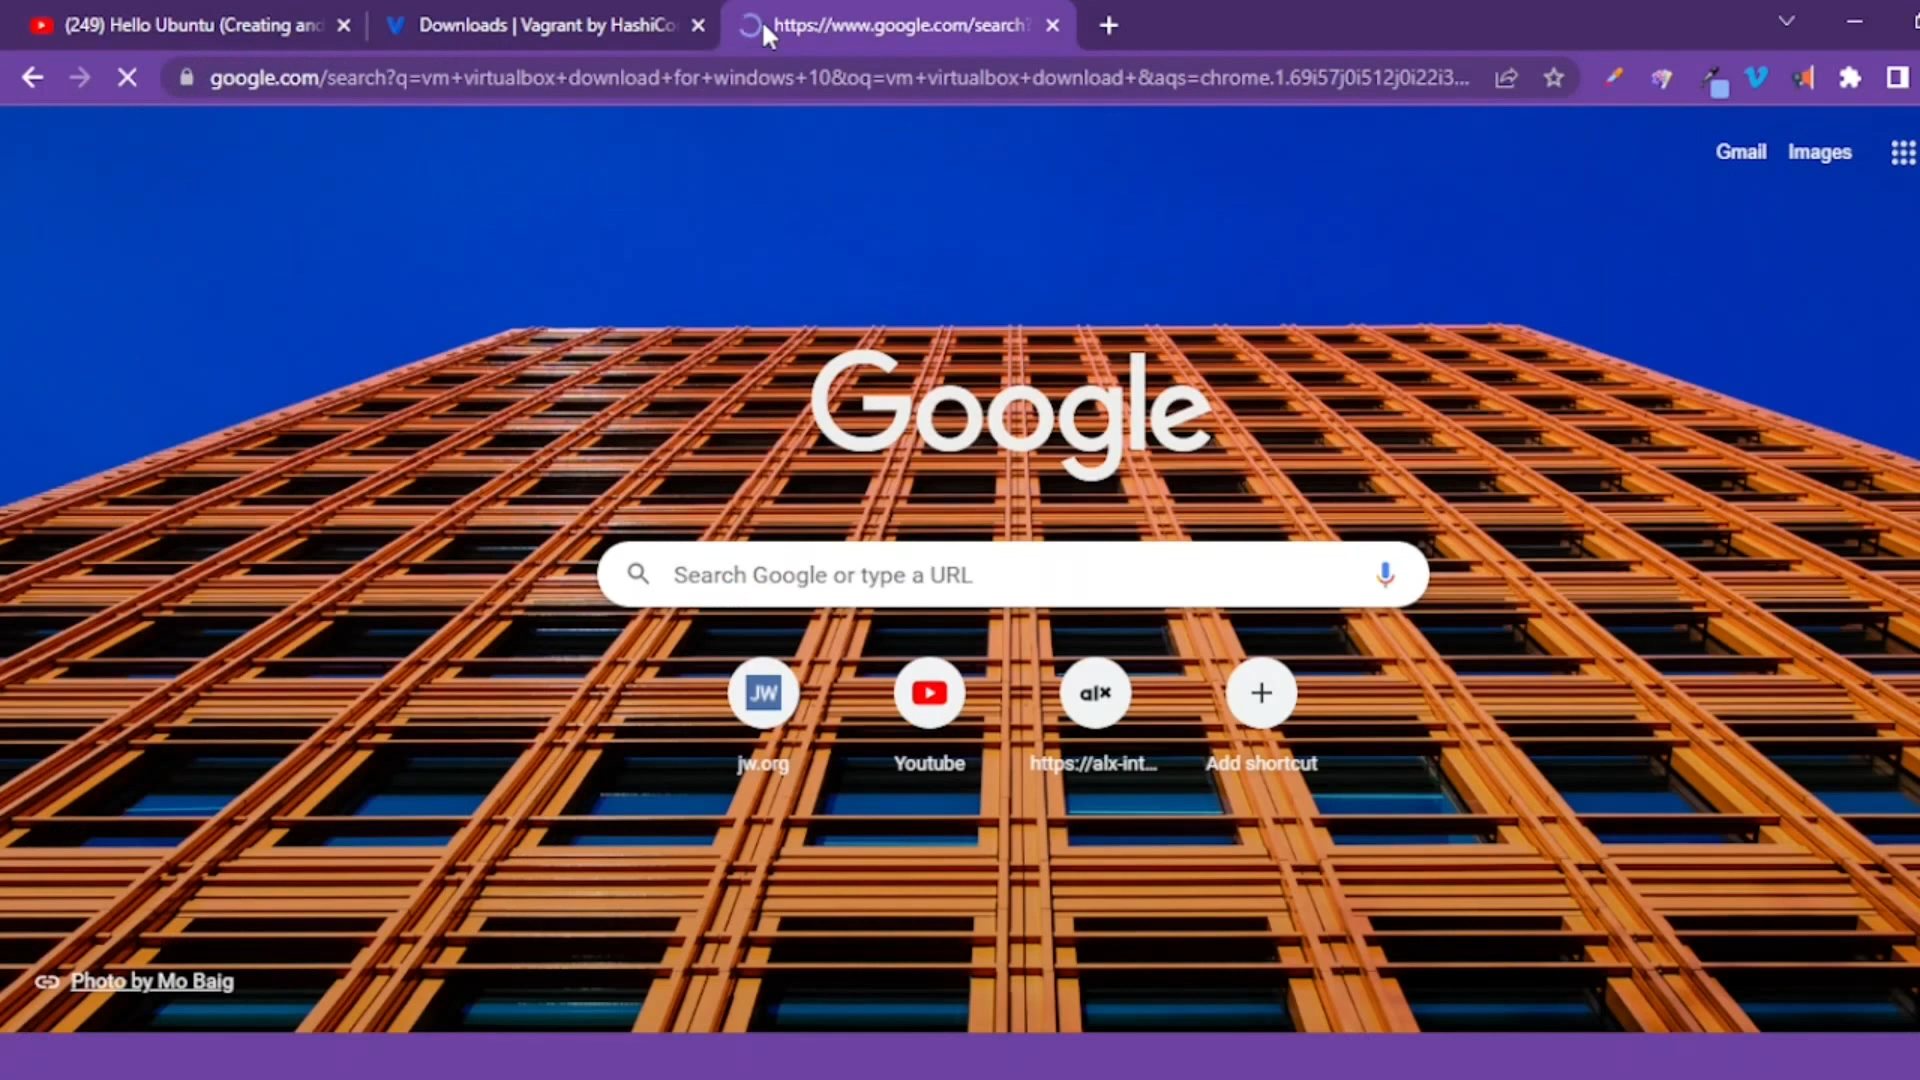 (249) Hello Ubuntu (Creating and
Downloads | Vagrant by HashiCo
https://www.google.com/search?
google.com/search?q=vm+virtualbox+download+for+windows+10&oq=vm+virtualbox+download+&aqs=chrome.1.69i57j0i512j0i22i3...
Gmail Images
Google
Search Google or type a URL
JW
alx
jw.org
Youtube
https://alx-int...
Add shortcut
Photo by Mo Baig